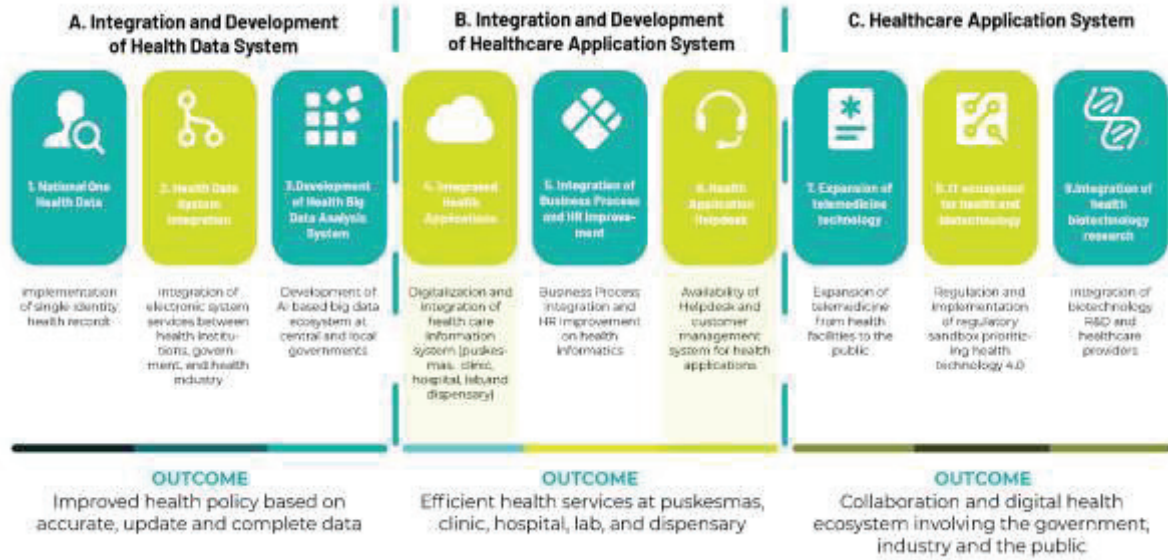 A. Integration and Development
of Health Data System
B. Integration and Development
of Healthcare Application System
C. Healthcare Application System
1. National One
Health Data
2. Health Data
System
Integration
3.Development
of Health Big
Data Analysis
System
4. Integrated
Health
Applications
5. Integration of
Business Process
and HR Improve-
ment
6. Health
Application
Helpdesk
7. Expansion of
telemedicine
technology
8. IT ecosystem
for health and
biotechnology
9.Integration of
health
biotechnology
research
Implementation
of single identity
health record
Integration of
electronic system
services between
health institu-
tions, govern-
ment, and health
industry
Development of
AI-based big data
ecosystem at
central and local
governments
Digitalization and
integration of
health care
information
system (puskes-
mas, clinic,
hospital, lab,and
dispensary)
Business Process
Integration and
HR Improvement
on health
informatics
Availability of
Helpdesk and
customer
management
system for health
applications
Expansion of
telemedicine
from health
facilities to the
public
Regulation and
implementation
of regulatory
sandbox prioritiz-
ing health
technology 4.0
Integration of
biotechnology
R&D and
healthcare
providers
OUTCOME
Improved health policy based on
accurate, update and complete data
OUTCOME
Efficient health services at puskesmas,
clinic, hospital, lab, and dispensary
OUTCOME
Collaboration and digital health
ecosystem involving the government,
industry and the public